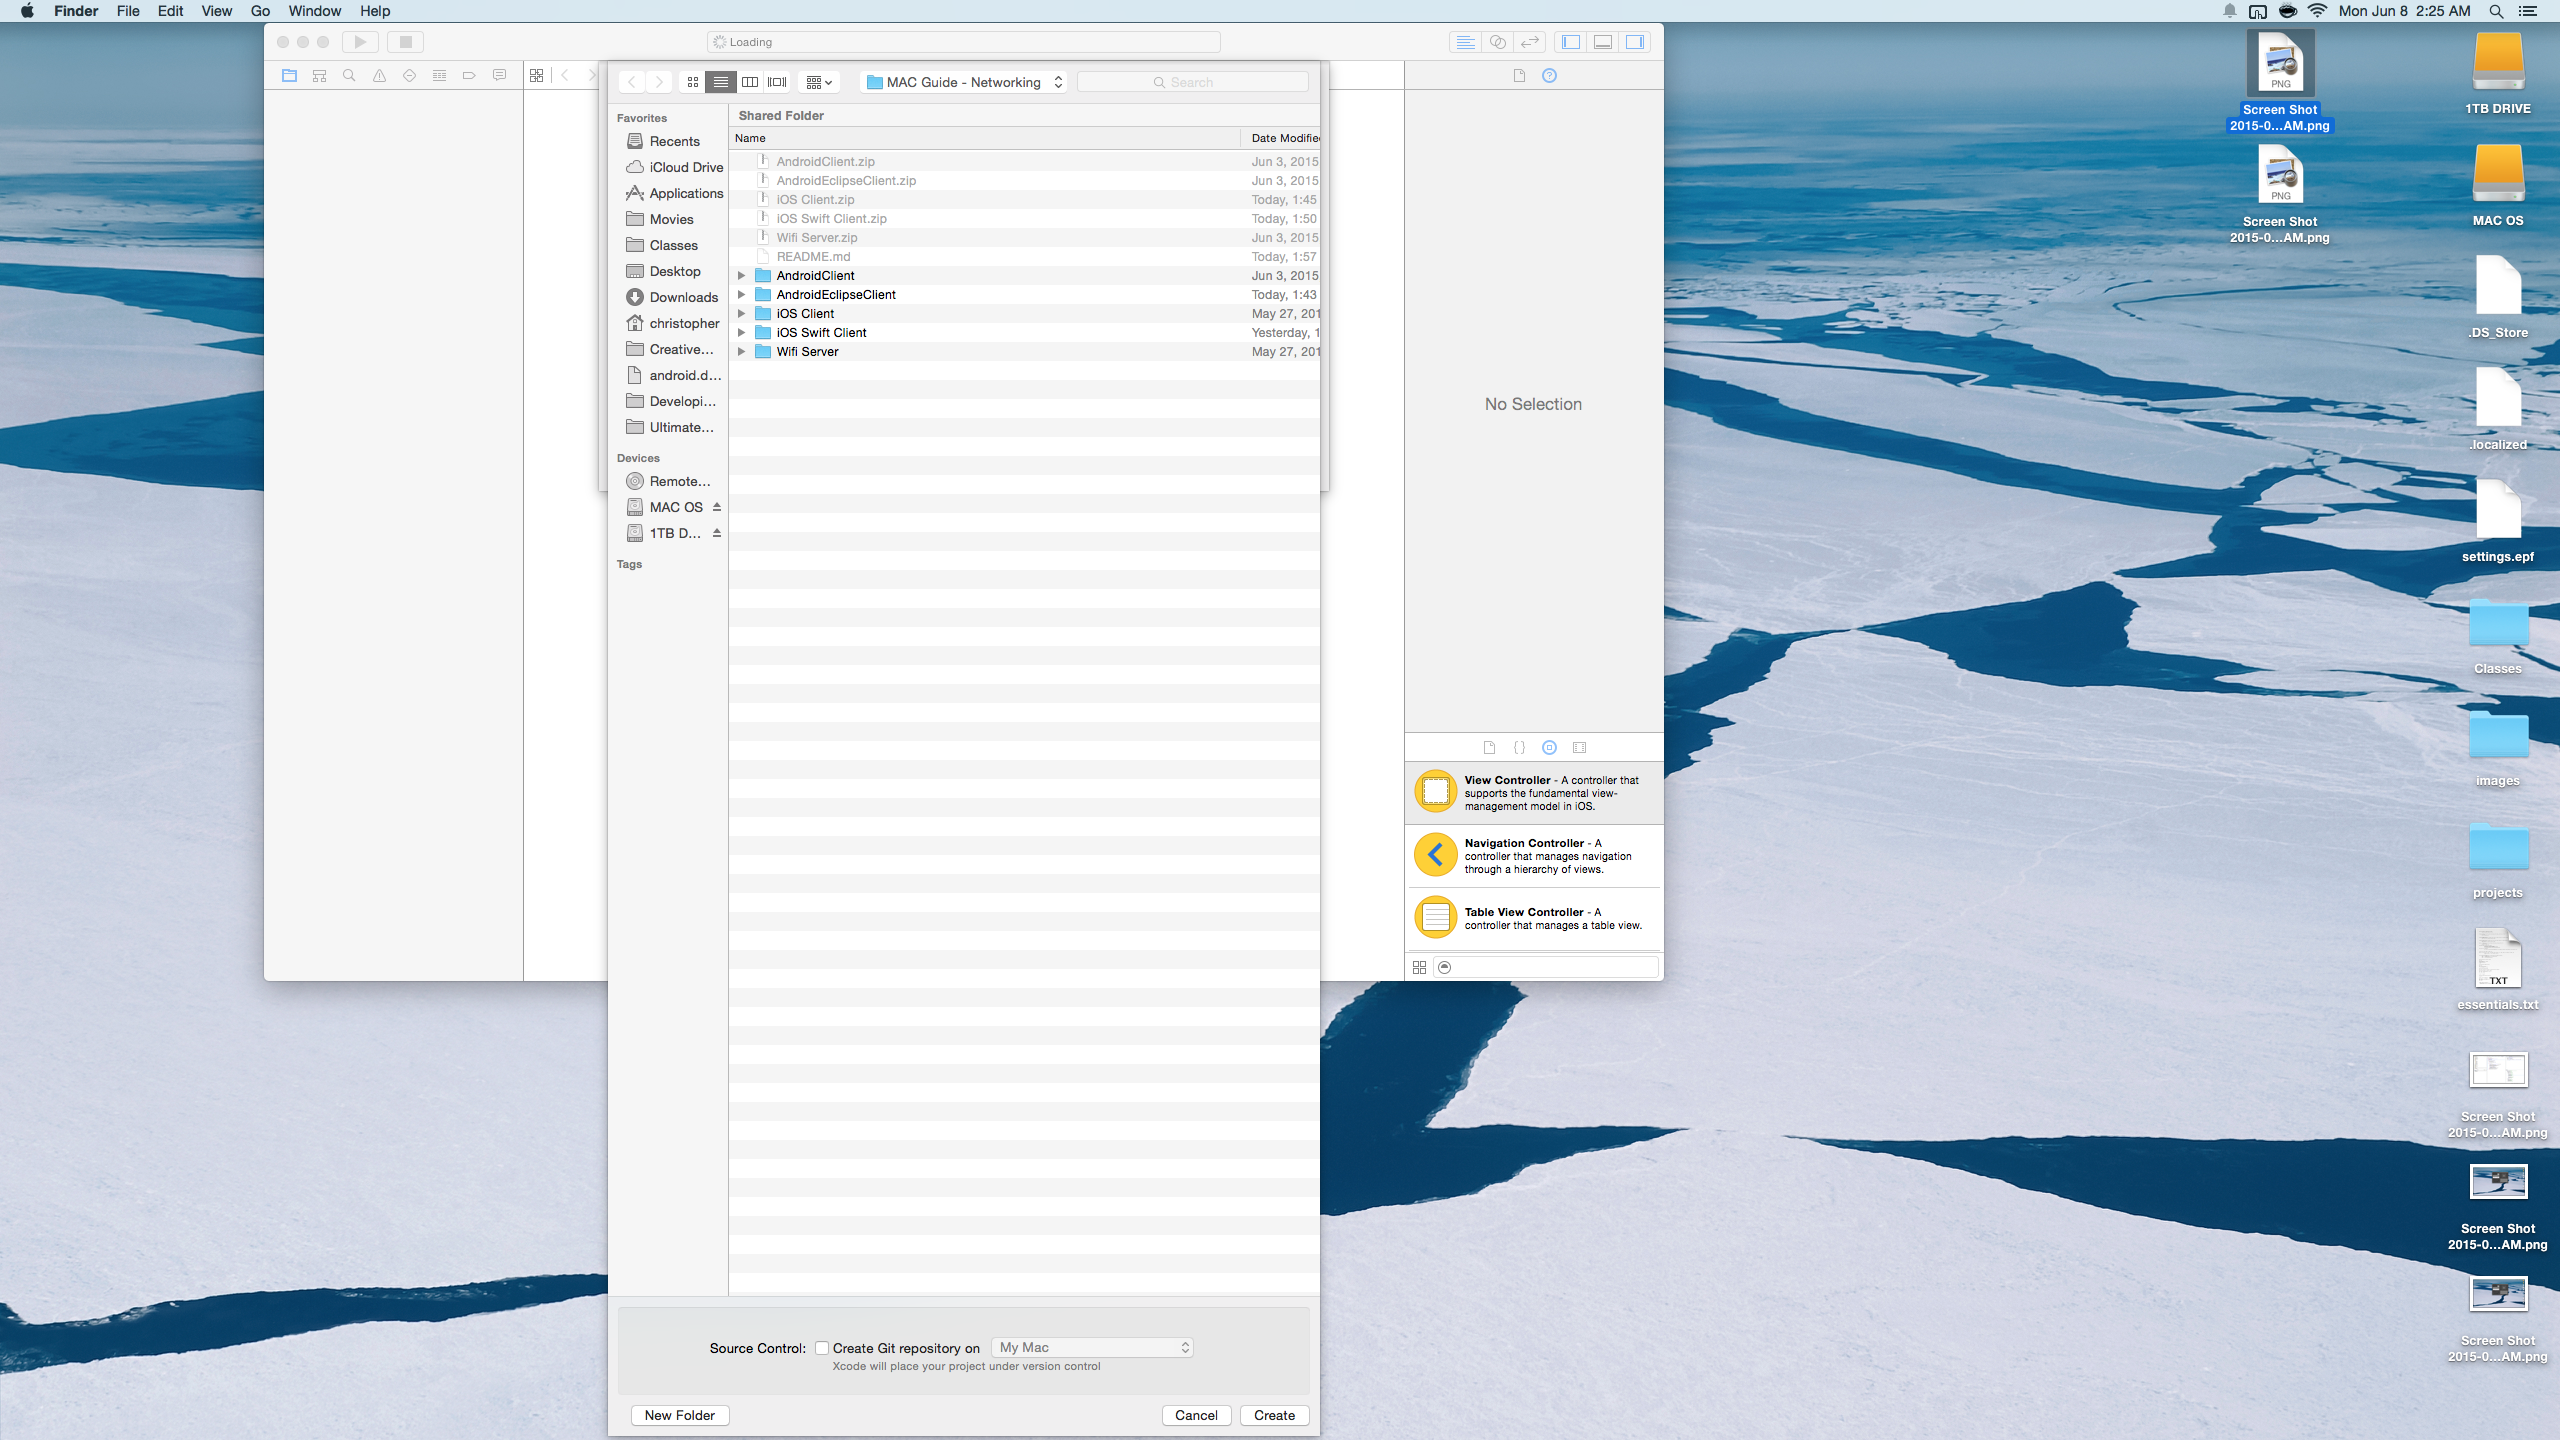 Finder File Edit View Go Window Help
Mon Jun 8 2:25 AM
Loading
MAC Guide - Networking
Search
Favorites
Recents
iCloud Drive
Applications
Movies
Classes
Desktop
Downloads
christopher
Creative...
android.d...
Developi...
Ultimate...
Devices
Remote...
MAC OS
1TB D...
Tags
Shared Folder
Name Date Modifie
AndroidClient.zip Jun 3, 2015
AndroidEclipseClient.zip Jun 3, 2015
iOS Client.zip Today, 1:45
iOS Swift Client.zip Today, 1:50
Wifi Server.zip Jun 3, 2015
README.md Today, 1:57
AndroidClient Jun 3, 2015
AndroidEclipseClient Today, 1:43
iOS Client May 27, 201
iOS Swift Client Yesterday, 1
Wifi Server May 27, 201
Source Control: Create Git repository on My Mac
Xcode will place your project under version control
New Folder Cancel Create
No Selection
{}
View Controller - A controller that
supports the fundamental view-
management model in iOS.
Navigation Controller - A
controller that manages navigation
through a hierarchy of views.
Table View Controller - A
controller that manages a table view.
PNG
Screen Shot
2015-0...AM.png
PNG
Screen Shot
2015-0...AM.png
1TB DRIVE
MAC OS
.DS_Store
.localized
settings.epf
Classes
images
projects
TXT
essentials.txt
Screen Shot
2015-0...AM.png
Screen Shot
2015-0...AM.png
Screen Shot
2015-0...AM.png